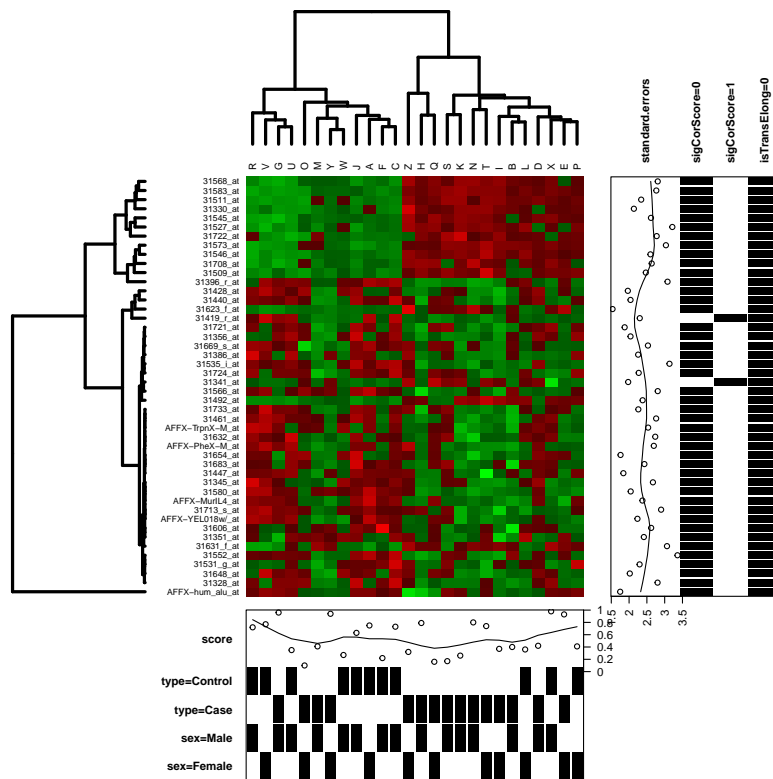 standard.errors
sigCorScore=0
sigCorScore=1
isTransElong=0
R V G U O M Y W J A F C Z H Q S K N T I B L D X E P
31568_at
31583_at
31511_at
31330_at
31545_at
31527_at
31722_at
31573_at
31546_at
31708_at
31509_at
31396_r_at
31428_at
31440_at
31623_f_at
31419_r_at
31721_at
31356_at
31669_s_at
31386_at
31535_i_at
31724_at
31341_at
31566_at
31492_at
31733_at
31461_at
AFFX-TrpnX-M_at
31632_at
AFFX-PheX-M_at
31654_at
31683_at
31447_at
31345_at
31580_at
AFFX-MurIL4_at
31713_s_at
AFFX-YEL018w/_at
31606_at
31351_at
31631_f_at
31552_at
31531_g_at
31648_at
31328_at
AFFX-hum_alu_at
1.5 2 2.5 3 3.5
score
1
0.8
0.6
0.4
0.2
0
type=Control
type=Case
sex=Male
sex=Female